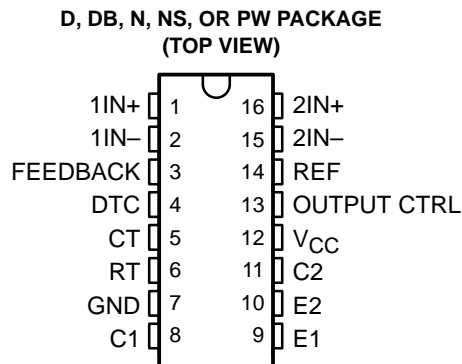 D, DB, N, NS, OR PW PACKAGE
(TOP VIEW)
1IN+ 1 16 2IN+
1IN– 2 15 2IN–
FEEDBACK 3 14 REF
DTC 4 13 OUTPUT CTRL
CT 5 12 VCC
RT 6 11 C2
GND 7 10 E2
C1 8 9 E1